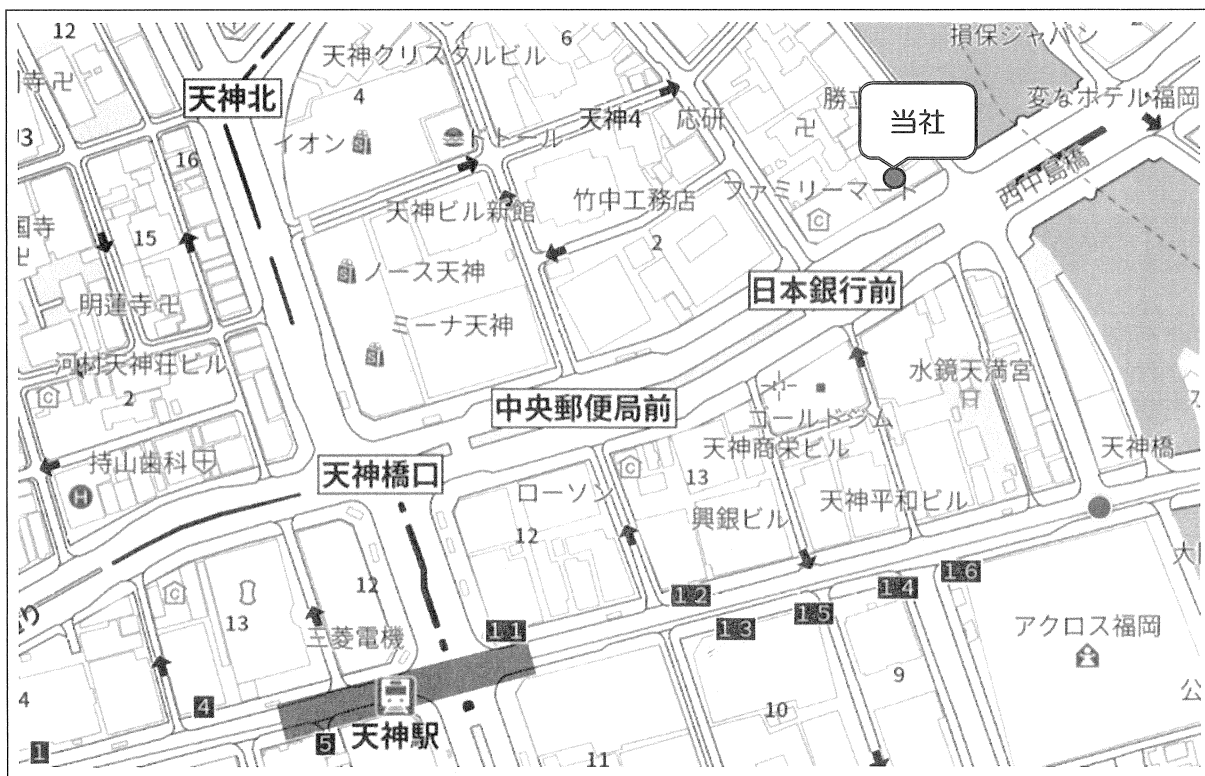 12
6
損保ジャパン
天神クリスタルビル
寺卍
天神北
4
勝立
変なホテル福岡
当社
イオン
ドトール
天神4
応研
卍
16
西中島橋
天神ビル新館
竹中工務店
ファミリーマート
国寺
卍
15
2
ノース天神
明蓮寺卍
日本銀行前
ミーナ天神
河村天神荘ビル
水鏡天満宮
2
中央郵便局前
ゴールドジム
天神商栄ビル
天神橋
持山歯科
天神橋口
H
ローソン
13
天神平和ビル
12
興銀ビル
12
16
14
12
15
13
アクロス福岡
13
三菱電機
11
4
4
9
公
10
天神駅
1
5
11